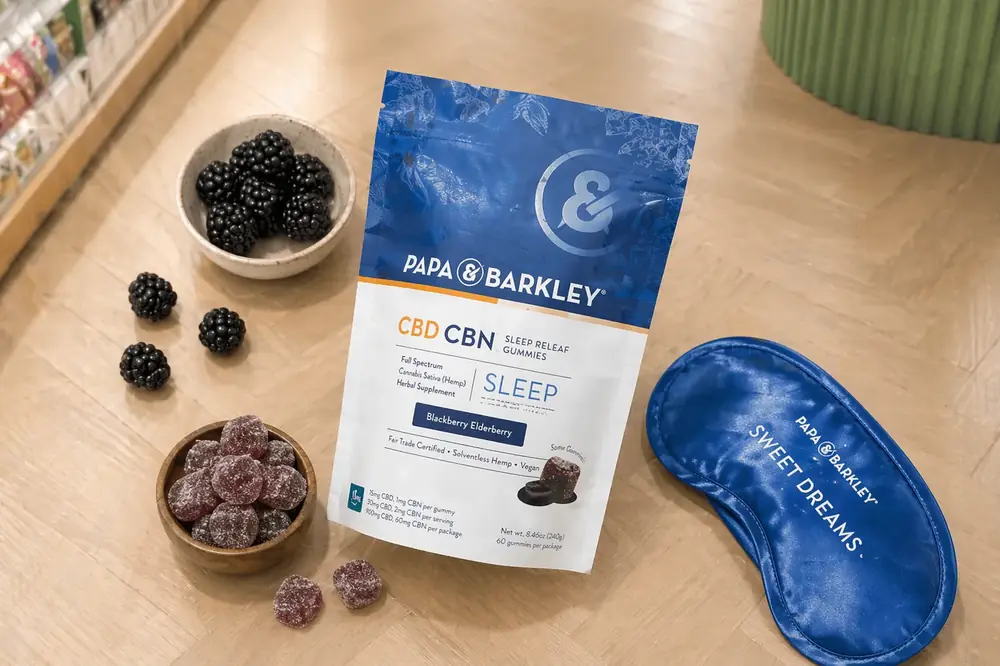 PAPA & BARKLEY®
CBD CBN SLEEP RELEAF
GUMMIES
Full Spectrum
Cannabis Sativa (Hemp)
Herbal Supplement
SLEEP
Blackberry Elderberry
Fair Trade Certified • Solventless Hemp • Vegan
15mg CBD, 1mg CBN per gummy
30mg CBD, 2mg CBN per serving
900mg CBD, 60mg CBN per package
Net wt. 8.46oz (240g)
60 gummies per package
PAPA & BARKLEY
SWEET DREAMS